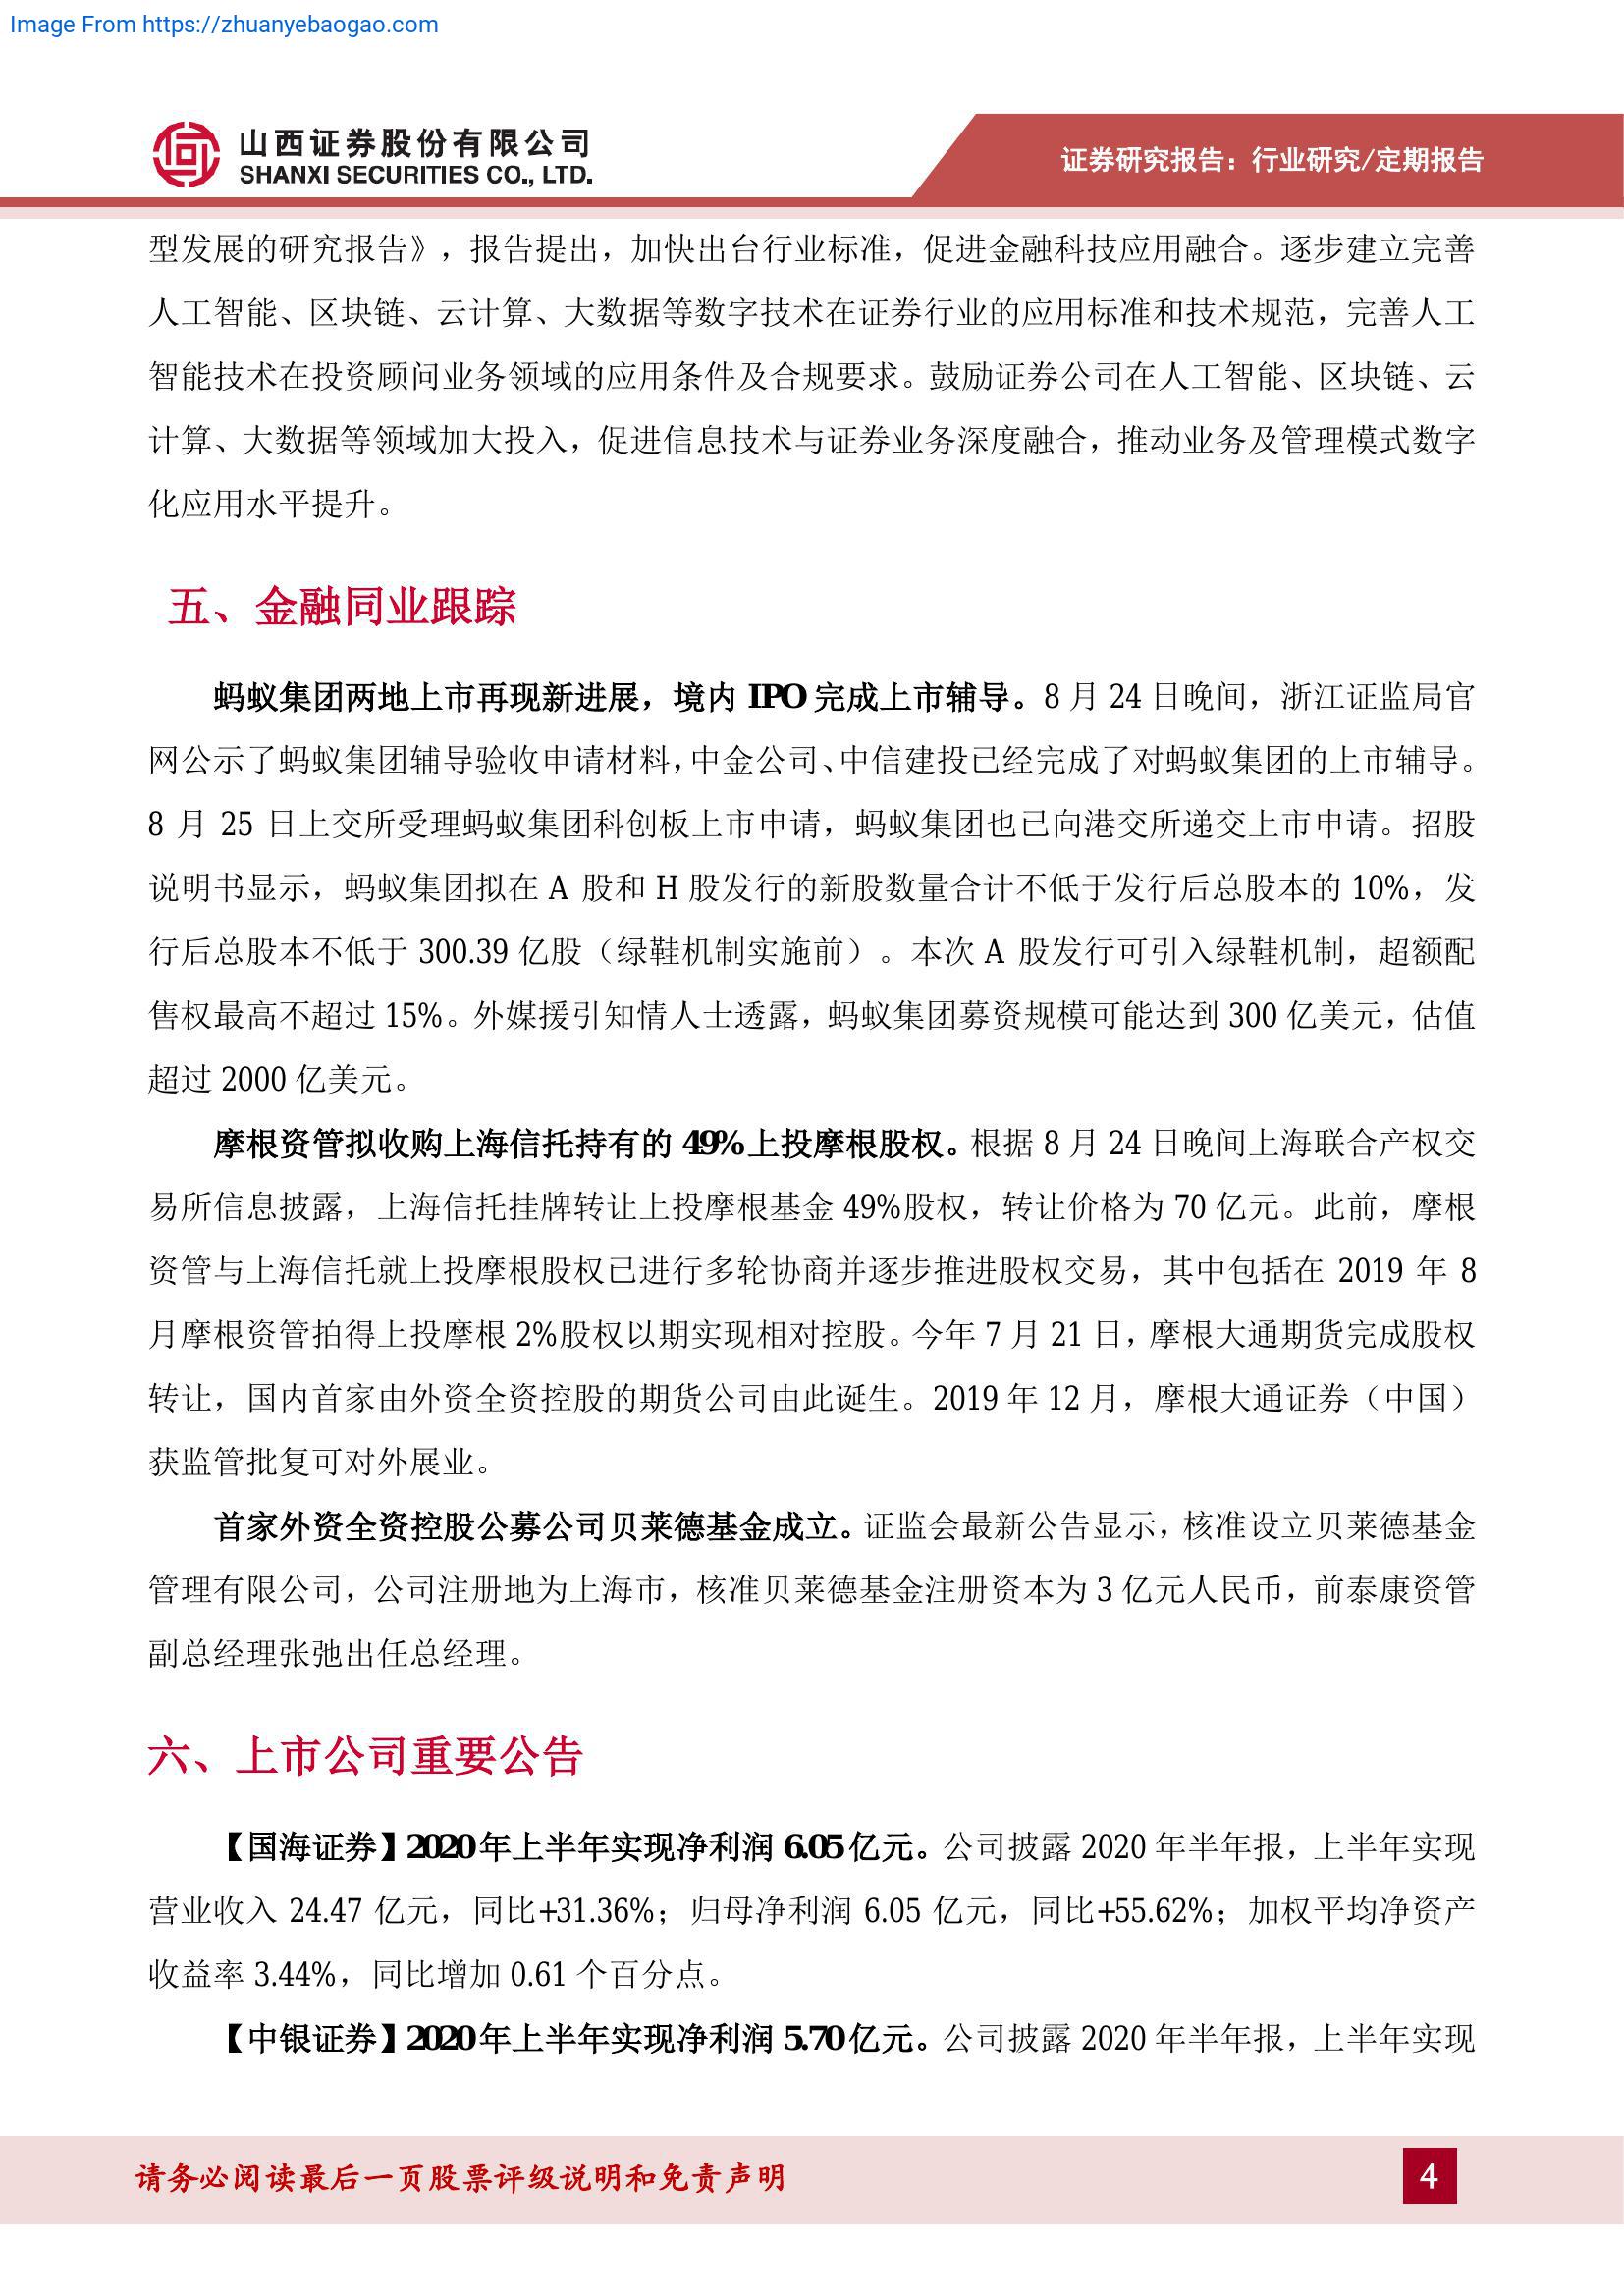 Image From https://zhuanyebaogao.com
山西证券股份有限公司
SHANXI SECURITIES CO., LTD.
证券研究报告：行业研究/定期报告
型发展的研究报告》，报告提出，加快出台行业标准，促进金融科技应用融合。逐步建立完善
人工智能、区块链、云计算、大数据等数字技术在证券行业的应用标准和技术规范，完善人工
智能技术在投资顾问业务领域的应用条件及合规要求。鼓励证券公司在人工智能、区块链、云
计算、大数据等领域加大投入，促进信息技术与证券业务深度融合，推动业务及管理模式数字
化应用水平提升。
五、金融同业跟踪
蚂蚁集团两地上市再现新进展，境内 IPO 完成上市辅导。8 月 24 日晚间，浙江证监局官
网公示了蚂蚁集团辅导验收申请材料，中金公司、中信建投已经完成了对蚂蚁集团的上市辅导。
8 月 25 日上交所受理蚂蚁集团科创板上市申请，蚂蚁集团也已向港交所递交上市申请。招股
说明书显示，蚂蚁集团拟在 A 股和 H 股发行的新股数量合计不低于发行后总股本的 10%，发
行后总股本不低于 300.39 亿股（绿鞋机制实施前）。本次 A 股发行可引入绿鞋机制，超额配
售权最高不超过 15%。外媒援引知情人士透露，蚂蚁集团募资规模可能达到 300 亿美元，估值
超过 2000 亿美元。
摩根资管拟收购上海信托持有的 49%上投摩根股权。根据 8 月 24 日晚间上海联合产权交
易所信息披露，上海信托挂牌转让上投摩根基金 49%股权，转让价格为 70 亿元。此前，摩根
资管与上海信托就上投摩根股权已进行多轮协商并逐步推进股权交易，其中包括在 2019 年 8
月摩根资管拍得上投摩根 2%股权以期实现相对控股。今年 7 月 21 日，摩根大通期货完成股权
转让，国内首家由外资全资控股的期货公司由此诞生。2019 年 12 月，摩根大通证券（中国）
获监管批复可对外展业。
首家外资全资控股公募公司贝莱德基金成立。证监会最新公告显示，核准设立贝莱德基金
管理有限公司，公司注册地为上海市，核准贝莱德基金注册资本为 3 亿元人民币，前泰康资管
副总经理张弛出任总经理。
六、上市公司重要公告
【国海证券】2020 年上半年实现净利润 6.05 亿元。公司披露 2020 年半年报，上半年实现
营业收入 24.47 亿元，同比+31.36%；归母净利润 6.05 亿元，同比+55.62%；加权平均净资产
收益率 3.44%，同比增加 0.61 个百分点。
【中银证券】2020 年上半年实现净利润 5.70 亿元。公司披露 2020 年半年报，上半年实现
请务必阅读最后一页股票评级说明和免责声明
4